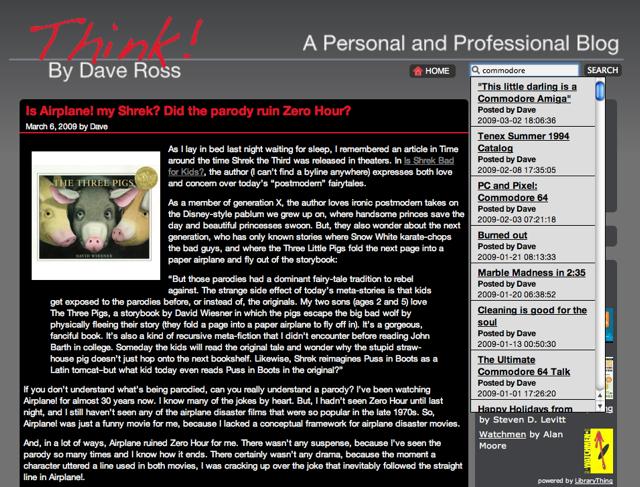 Think!
By Dave Ross
A Personal and Professional Blog
HOME
commodore
SEARCH
Is Airplane! my Shrek? Did the parody ruin Zero Hour?
March 6, 2009 by Dave
THE THREE PIGS
DAVID WIESNER
As I lay in bed last night waiting for sleep, I remembered an article in Time
around the time Shrek the Third was released in theaters. In Is Shrek Bad
for Kids?, the author (I can't find a byline anywhere) expresses both love
and concern over today's "postmodern" fairytales.
As a member of generation X, the author loves ironic postmodern takes on
the Disney-style pablum we grew up on, where handsome princes save the
day and beautiful princesses swoon. But, they also wonder about the next
generation, who has only known stories where Snow White karate-chops
the bad guys, and where the Three Little Pigs fold the next page into a
paper airplane and fly out of the storybook:
"But those parodies had a dominant fairy-tale tradition to rebel
against. The strange side effect of today's meta-stories is that kids
get exposed to the parodies before, or instead of, the originals. My two sons (ages 2 and 5) love
The Three Pigs, a storybook by David Wiesner in which the pigs escape the big bad wolf by
physically fleeing their story (they fold a page into a paper airplane to fly off in). It's a gorgeous,
fanciful book. It's also a kind of recursive meta-fiction that I didn't encounter before reading John
Barth in college. Someday the kids will read the original tale and wonder why the stupid straw-
house pig doesn't just hop onto the next bookshelf. Likewise, Shrek reimagines Puss in Boots as a
Latin tomcat–but what kid today even reads Puss in Boots in the original?"
If you don't understand what's being parodied, can you really understand a parody? I've been watching
Airplane! for almost 30 years now. I know many of the jokes by heart. But, I hadn't seen Zero Hour until last
night, and I still haven't seen any of the airplane disaster films that were so popular in the late 1970s. So,
Airplane! was just a funny movie for me, because I lacked a conceptual framework for airplane disaster movies.
And, in a lot of ways, Airplane ruined Zero Hour for me. There wasn't any suspense, because I've seen the
parody so many times and I know how it ends. There certainly wasn't any drama, because the moment a
character uttered a line used in both movies, I was cracking up over the joke that inevitably followed the straight
line in Airplane!.
"This little darling is a
Commodore Amiga"
Posted by Dave
2009-03-02 18:06:36
Tenex Summer 1994
Catalog
Posted by Dave
2009-02-08 17:35:05
PC and Pixel:
Commodore 64
Posted by Dave
2009-02-03 07:21:18
Burned out
Posted by Dave
2009-01-21 08:13:33
Marble Madness in 2:35
Posted by Dave
2009-01-20 06:38:52
Cleaning is good for the
soul
Posted by Dave
2009-01-13 00:50:30
The Ultimate
Commodore 64 Talk
Posted by Dave
2009-01-01 17:26:20
Happy Holidays from
by Steven D. Levitt
Watchmen by Alan
Moore
WATCHMEN
powered by LibraryThing